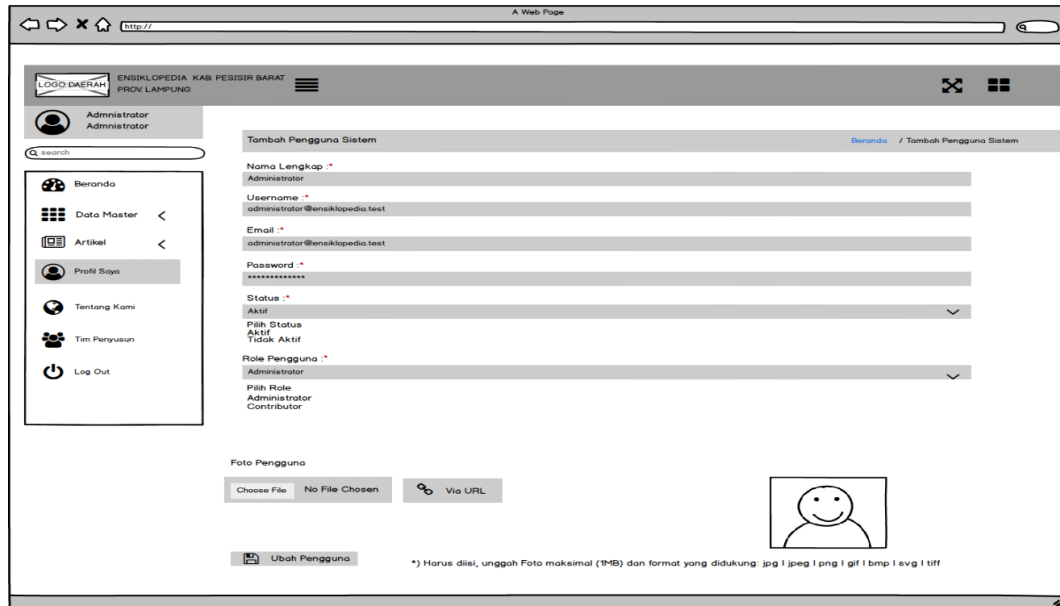 A Web Page
http://
LOGO DAERAH
ENSIKLOPEDIA KAB PESISIR BARAT
PROV LAMPUNG
Admnistrator
Admnistrator
search
Beranda
Data Master
Artikel
Profil Saya
Tentang Kami
Tim Penyusun
Log Out
Tambah Pengguna Sistem
Beranda / Tambah Pengguna Sistem
Nama Lengkap :*
Administrator
Username :*
administrator@ensiklopedia.test
Email :*
administrator@ensiklopedia.test
Password :*
*************
Status :*
Aktif
Pilih Status
Aktif
Tidak Aktif
Role Pengguna :*
Administrator
Pilih Role
Administrator
Contributor
Foto Pengguna
Choose File No File Chosen
Via URL
Ubah Pengguna
*) Harus diisi, unggah Foto maksimal (1MB) dan format yang didukung: jpg | jpeg | png | gif | bmp | svg | tiff